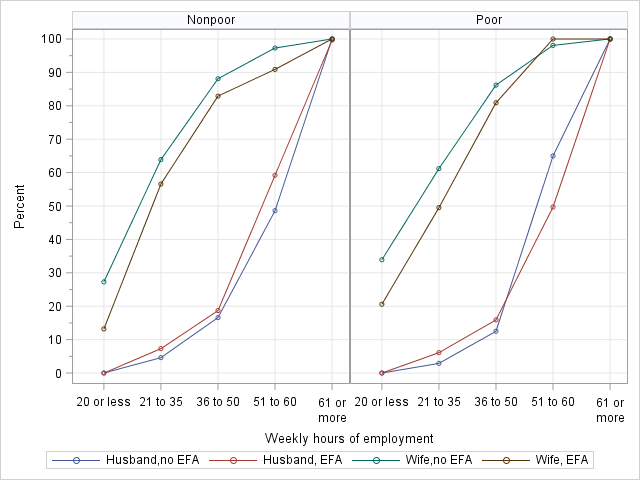 Nonpoor Poor
100
90
80
70
60
50
40
30
20
10
0
Percent
20 or less 21 to 35 36 to 50 51 to 60 61 or more 20 or less 21 to 35 36 to 50 51 to 60 61 or more
Weekly hours of employment
Husband,no EFA Husband, EFA Wife,no EFA Wife, EFA